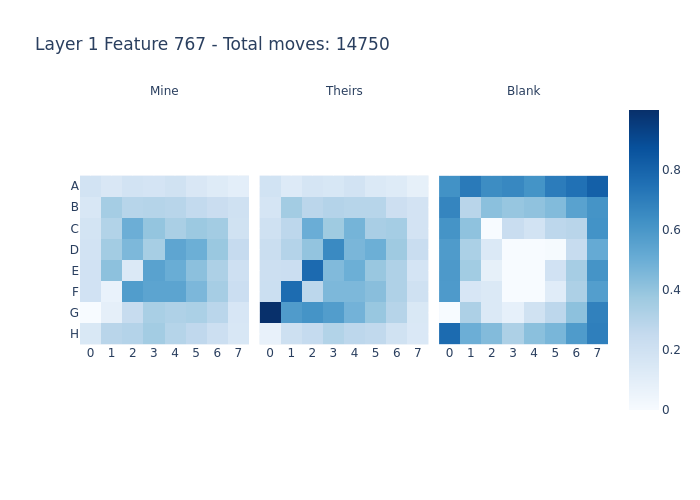 Layer 1 Feature 767 - Total moves: 14750
Mine Theirs Blank
A
B
C
D
E
F
G
H
0 1 2 3 4 5 6 7 0 1 2 3 4 5 6 7 0 1 2 3 4 5 6 7
0.8
0.6
0.4
0.2
0